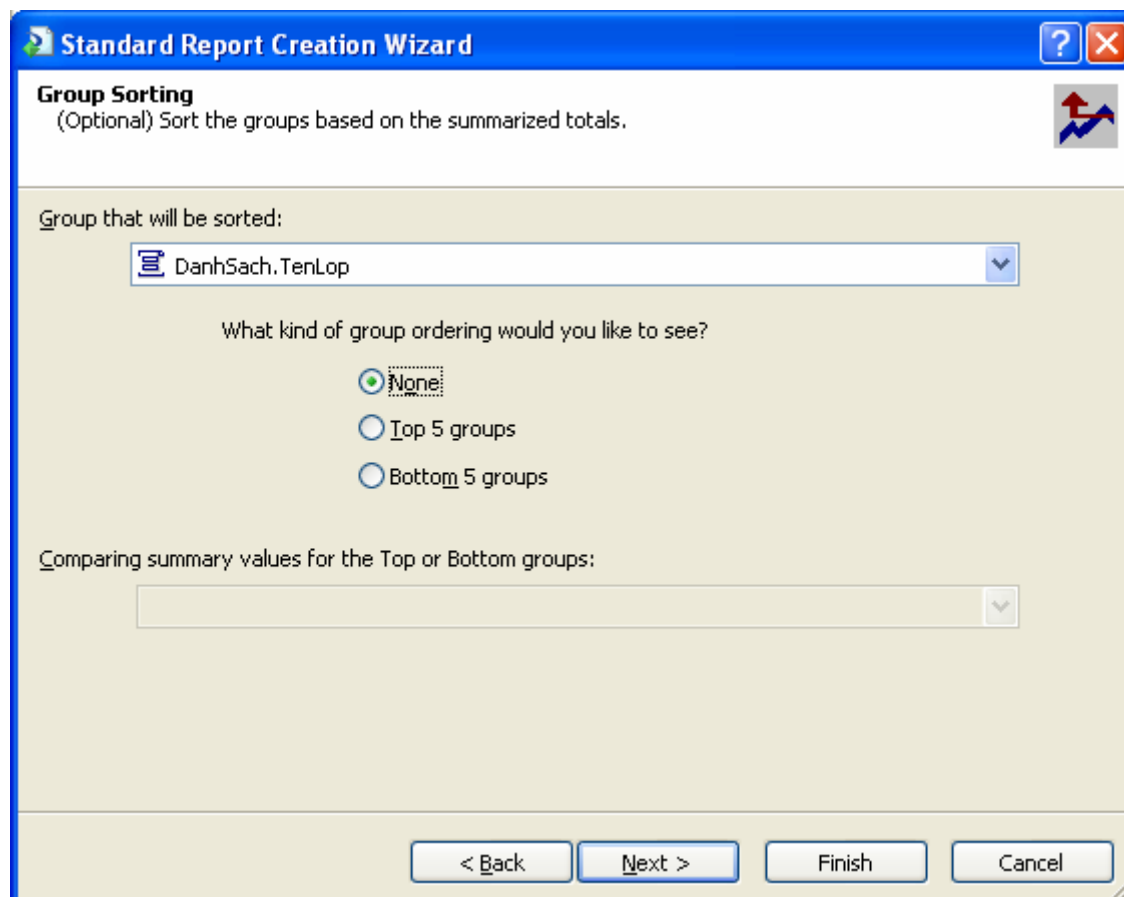 Standard Report Creation Wizard
Group Sorting
(Optional) Sort the groups based on the summarized totals.
Group that will be sorted:
DanhSach.TenLop
What kind of group ordering would you like to see?
None
Top 5 groups
Bottom 5 groups
Comparing summary values for the Top or Bottom groups:
< Back Next > Finish Cancel